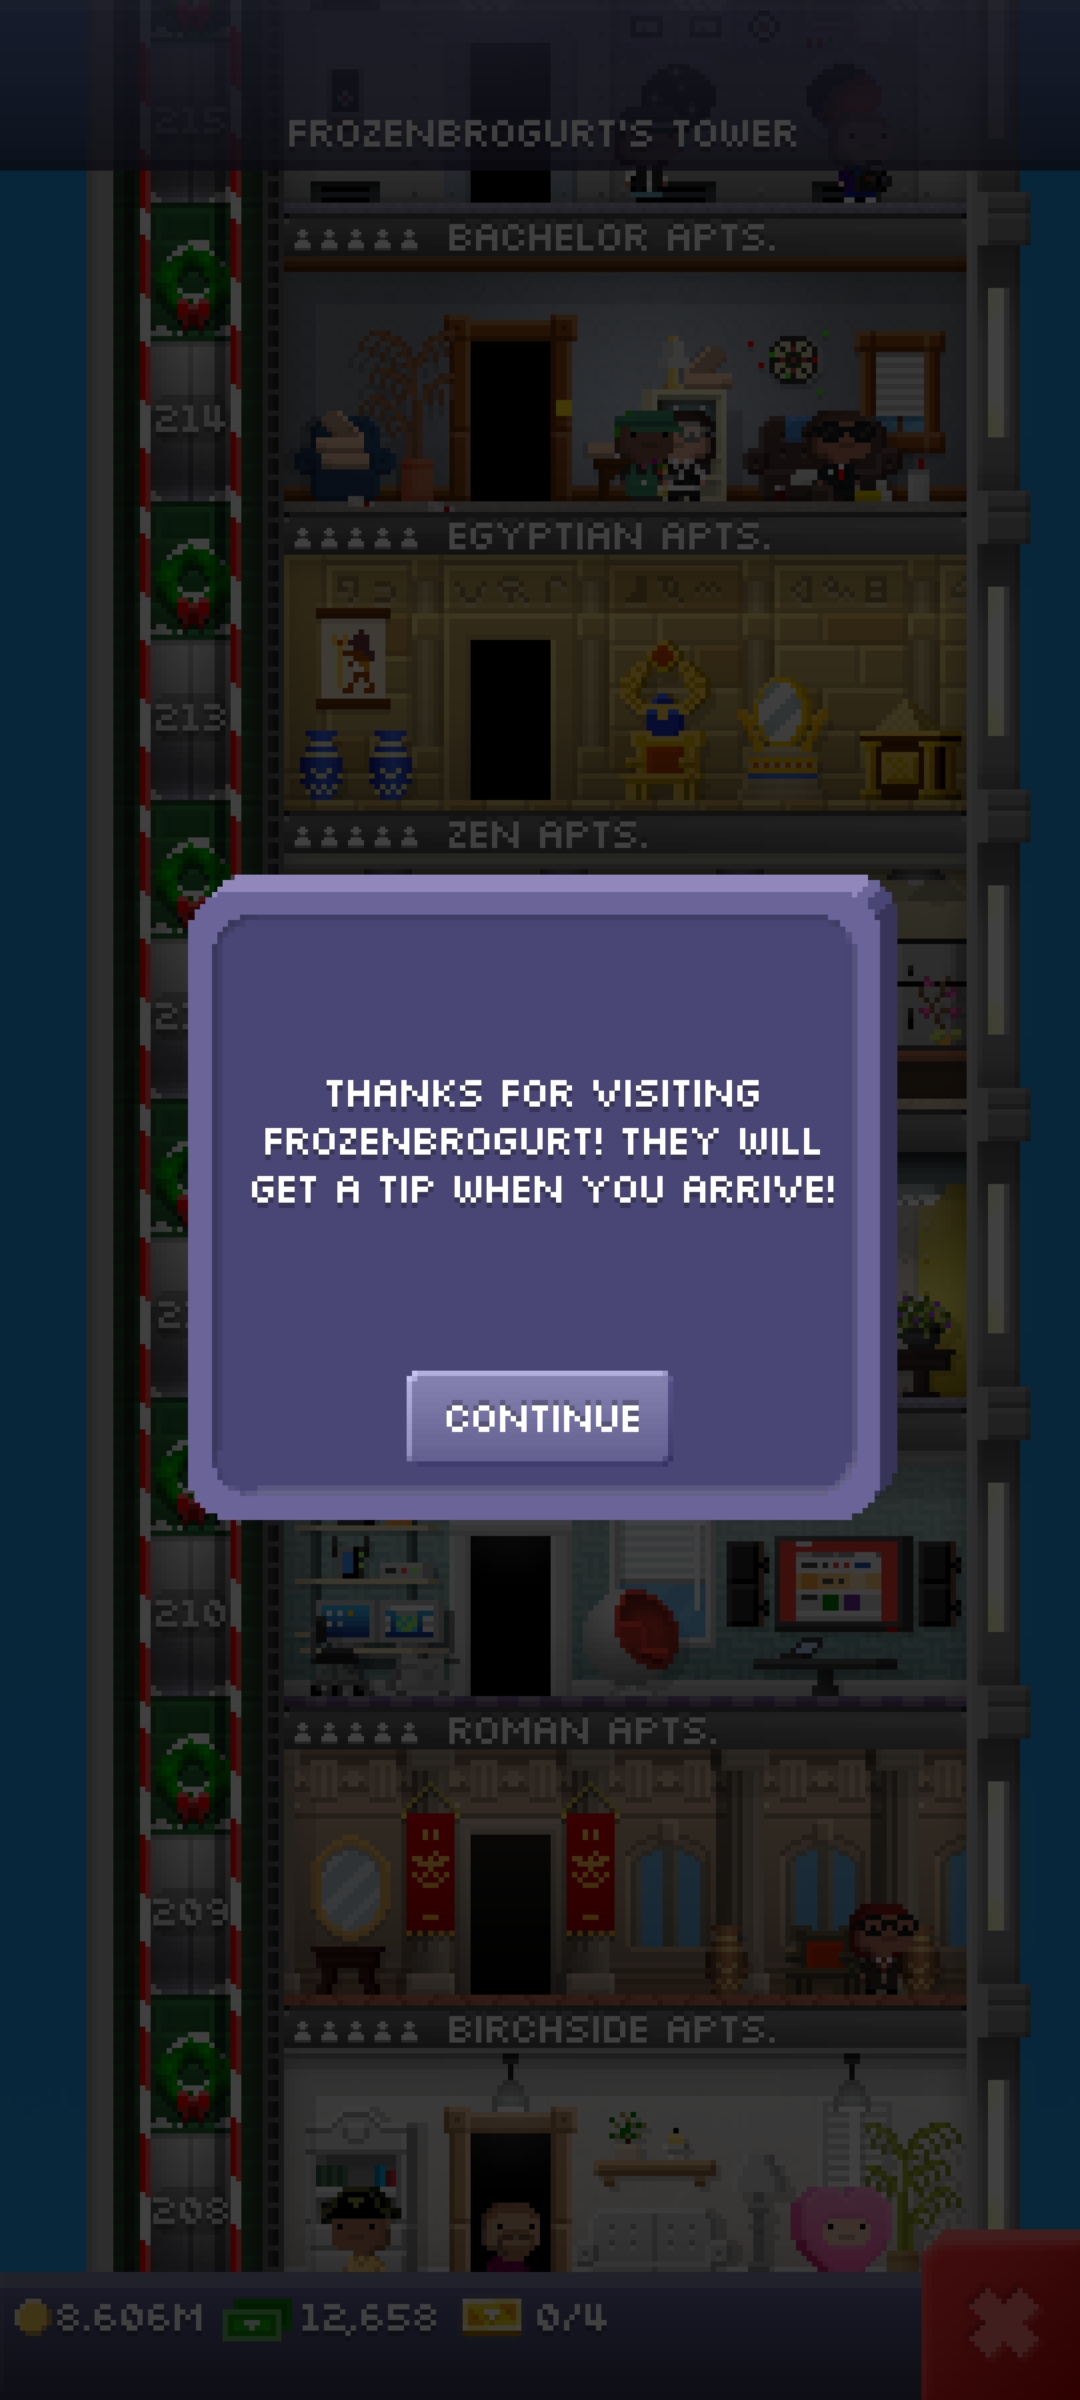 215
FROZENBROGURT'S TOWER
BACHELOR APTS.
214
EGYPTIAN APTS.
213
ZEN APTS.
THANKS FOR VISITING
FROZENBROGURT! THEY WILL
GET A TIP WHEN YOU ARRIVE!
CONTINUE
210
ROMAN APTS.
209
BIRCHSIDE APTS.
208
8.606M 12,658 0/4